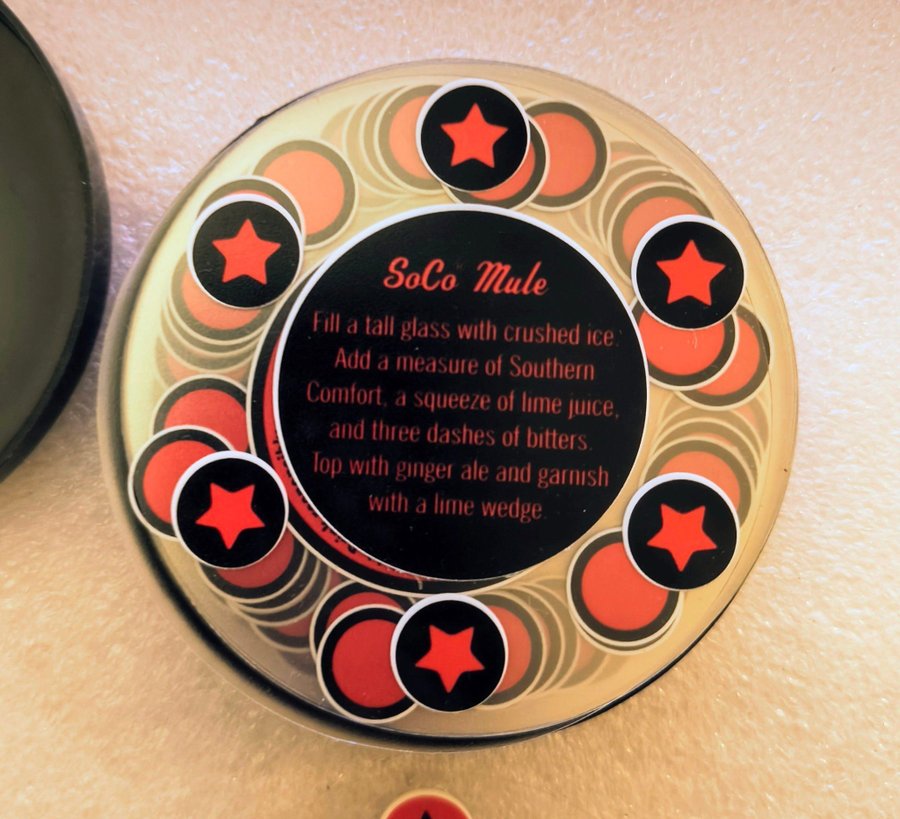 SoCo Mule
Fill a tall glass with crushed ice.
Add a measure of Southern
Comfort, a squeeze of lime juice,
and three dashes of bitters.
Top with ginger ale and garnish
with a lime wedge.